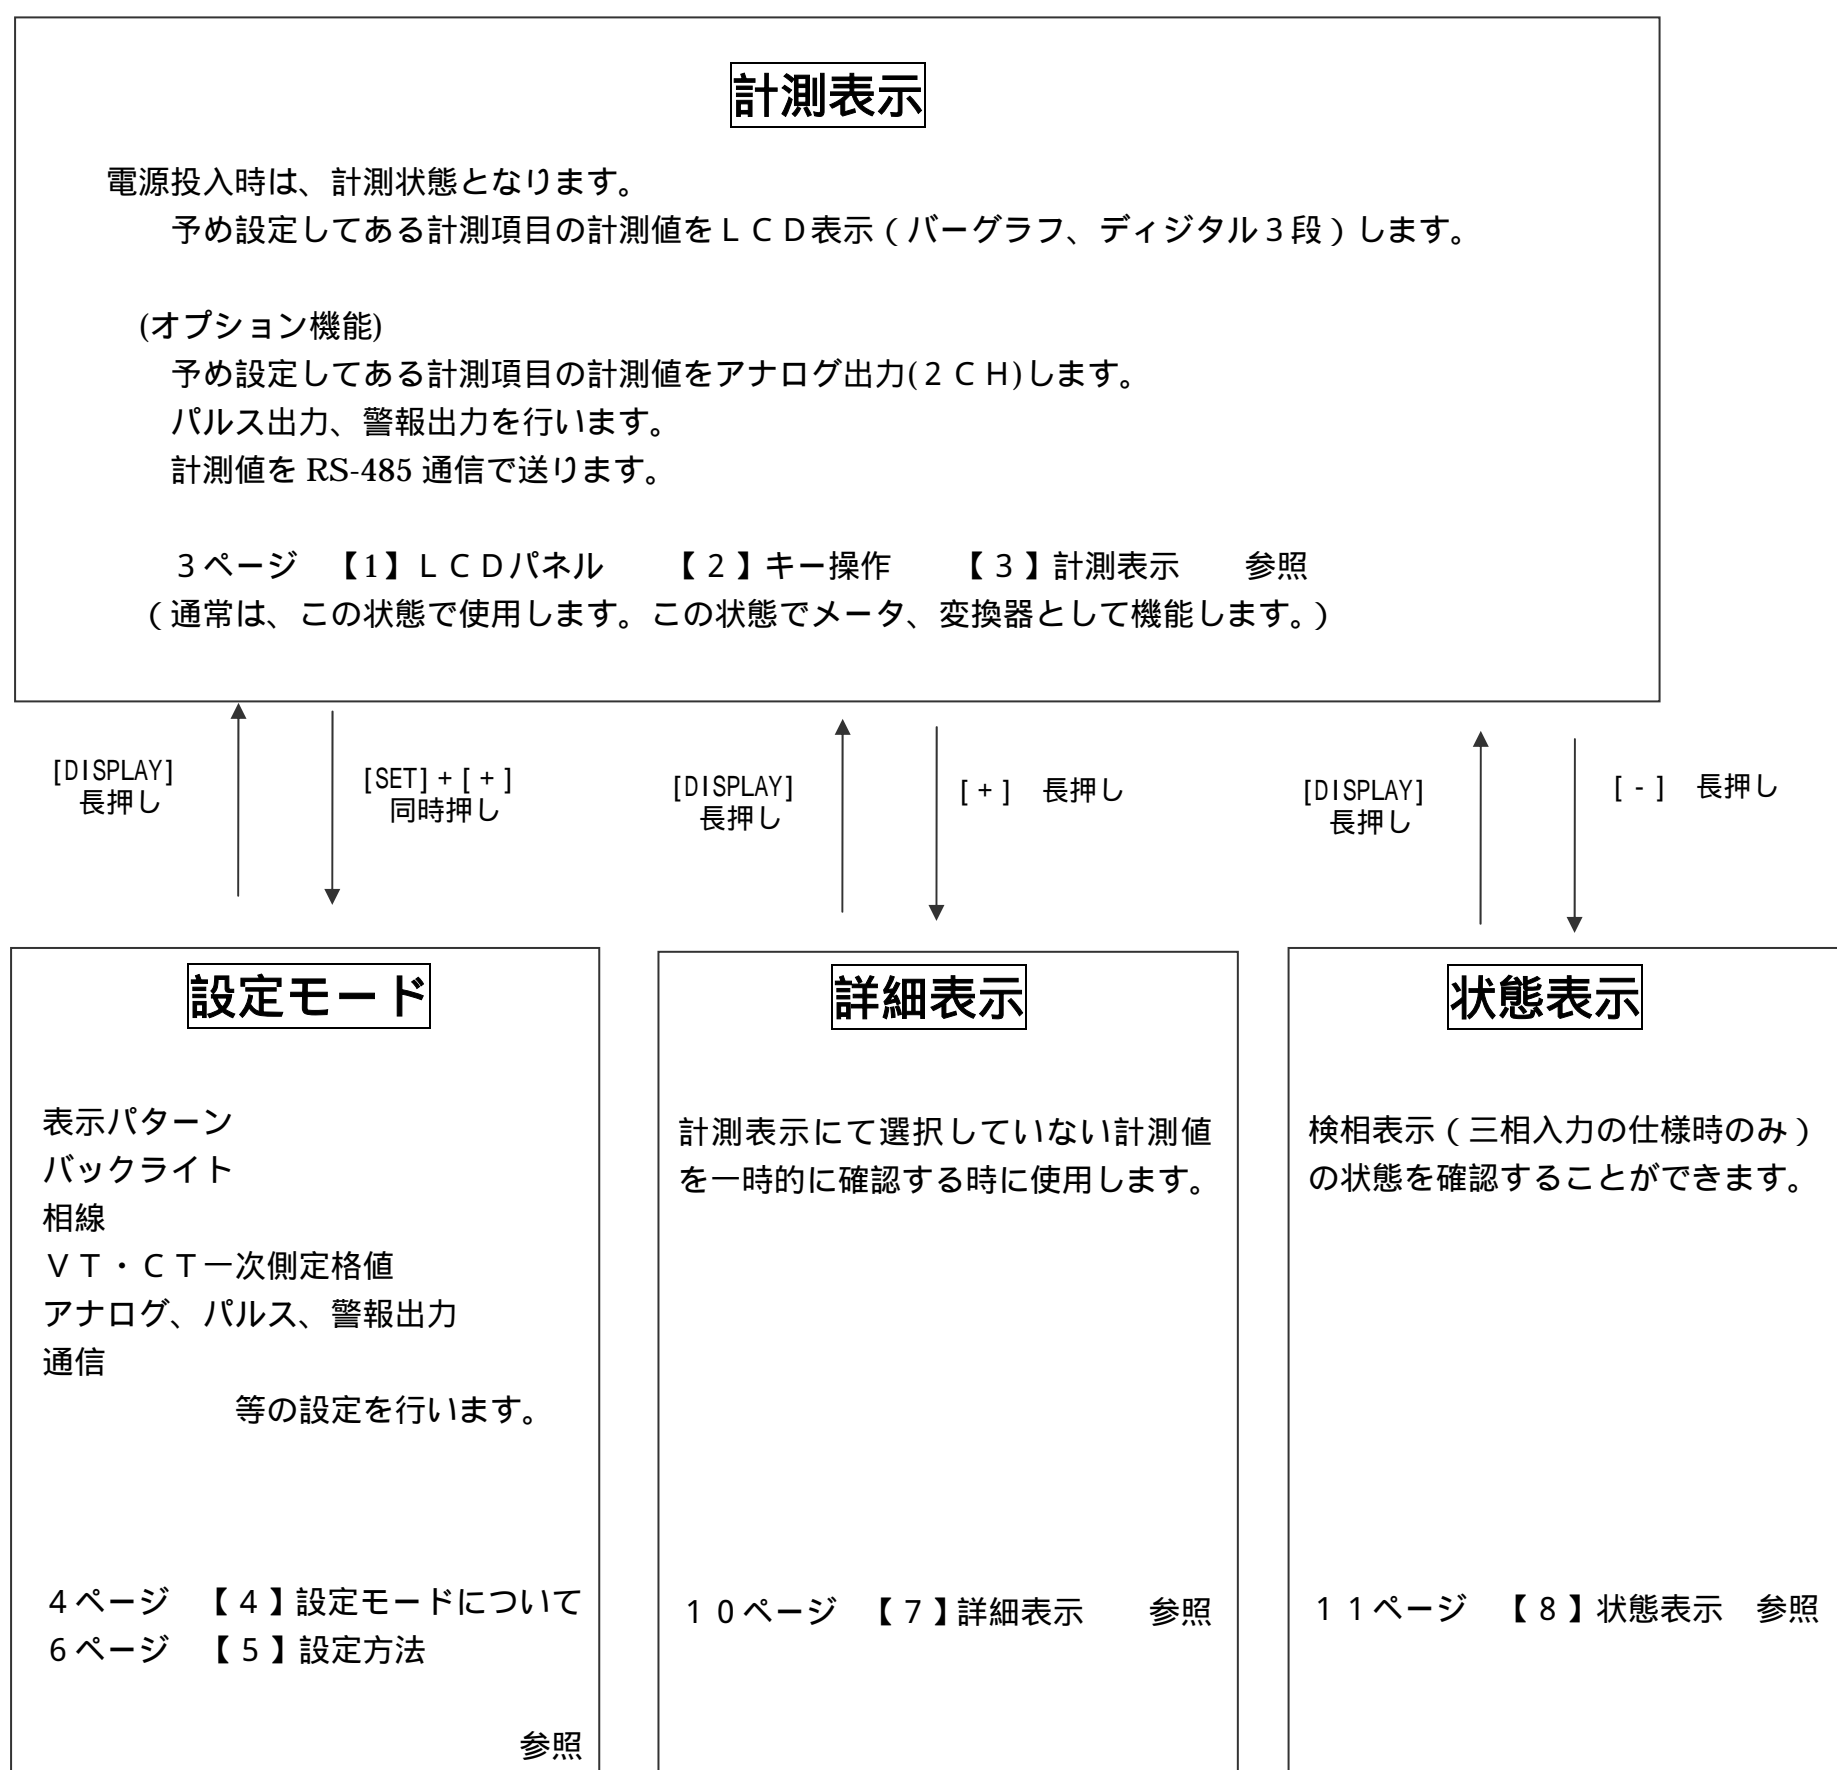 計測表示
電源投入時は、計測状態となります。
予め設定してある計測項目の計測値をＬＣＤ表示（バーグラフ、ディジタル３段）します。
(オプション機能)
予め設定してある計測項目の計測値をアナログ出力(２ＣＨ)します。
パルス出力、警報出力を行います。
計測値を RS-485 通信で送ります。
３ページ　【1】ＬＣＤパネル　　【２】キー操作　　【３】計測表示　　参照
（通常は、この状態で使用します。この状態でメータ、変換器として機能します。）
[DISPLAY]
長押し
[SET]＋[＋]
同時押し
[DISPLAY]
長押し
[＋]　長押し
[DISPLAY]
長押し
[－]　長押し
設定モード
表示パターン
バックライト
相線
ＶＴ・ＣＴ一次側定格値
アナログ、パルス、警報出力
通信
等の設定を行います。
４ページ　【４】設定モードについて
６ページ　【５】設定方法
参照
詳細表示
計測表示にて選択していない計測値
を一時的に確認する時に使用します。
１０ページ　【７】詳細表示　　参照
状態表示
検相表示（三相入力の仕様時のみ）
の状態を確認することができます。
１１ページ　【８】状態表示　参照